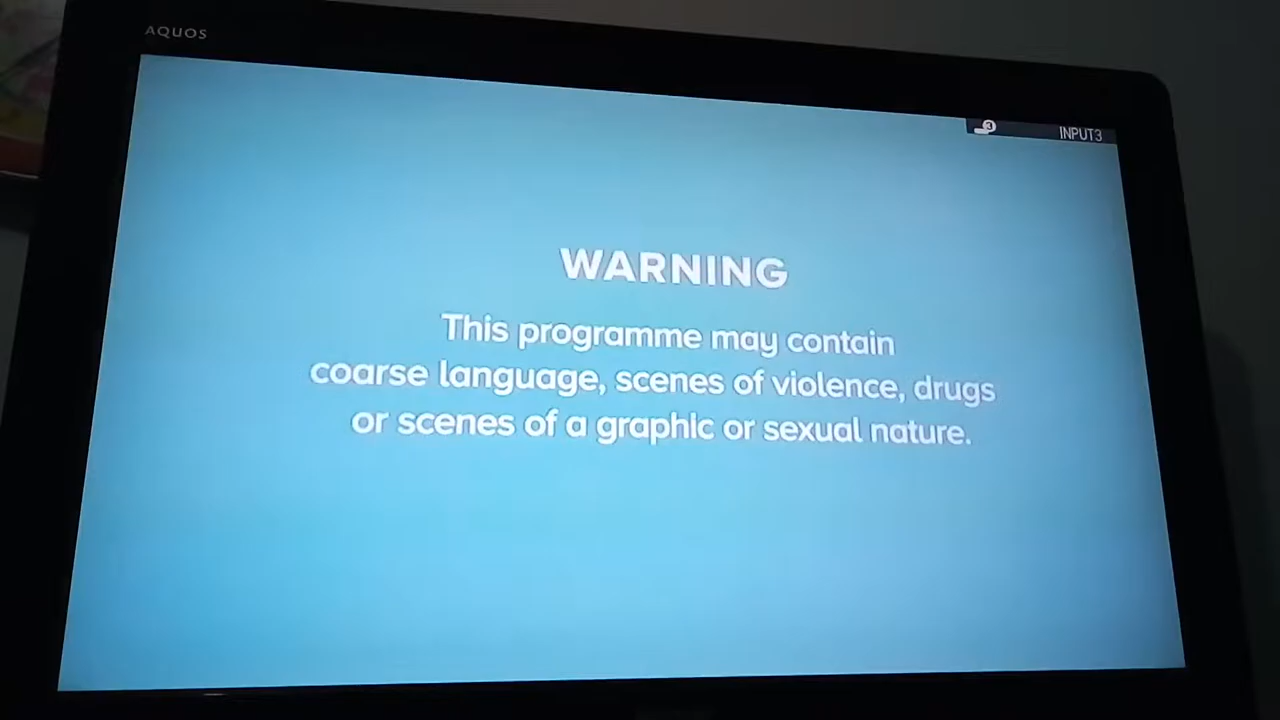 AQUOS
3 INPUT3
WARNING
This programme may contain
coarse language, scenes of violence, drugs
or scenes of a graphic or sexual nature.